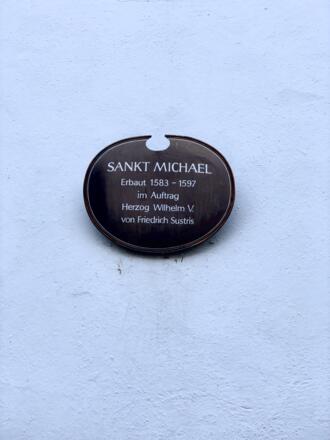 SANKT MICHAEL
Erbaut 1583 - 1597
im Auftrag
Herzog Wilhelm V.
von Friedrich Sustris